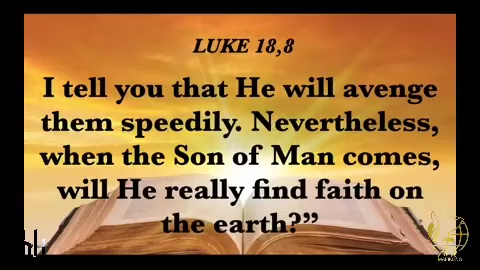 LUKE 18,8
I tell you that He will avenge
them speedily. Nevertheless,
when the Son of Man comes,
will He really find faith on
the earth?”